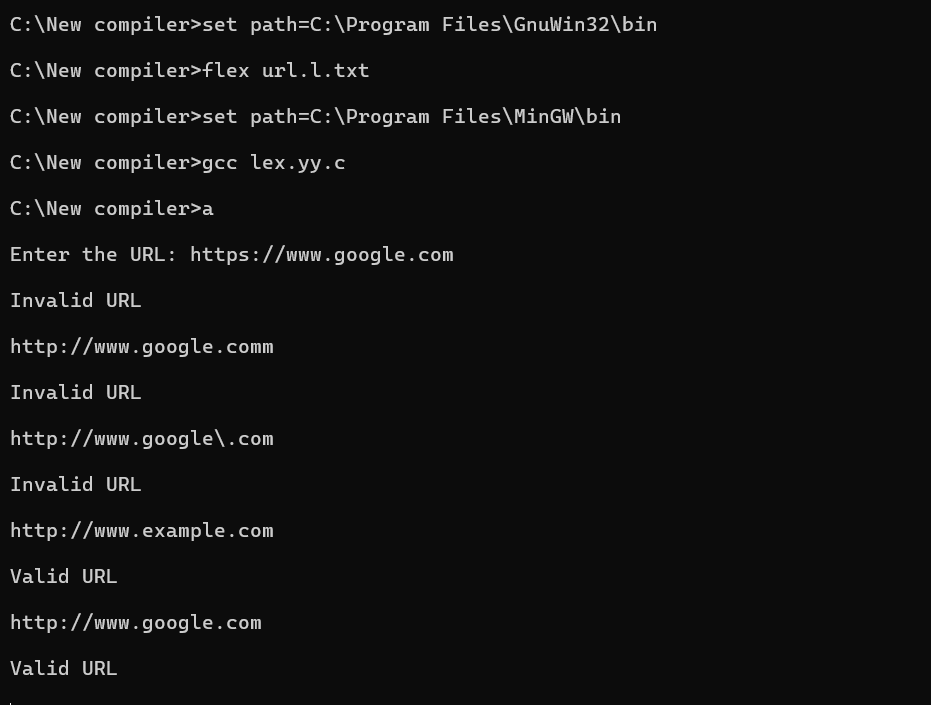 C:\New compiler>set path=C:\Program Files\GnuWin32\bin
C:\New compiler>flex url.l.txt
C:\New compiler>set path=C:\Program Files\MinGW\bin
C:\New compiler>gcc lex.yy.c
C:\New compiler>a
Enter the URL: https://www.google.com
Invalid URL
http://www.google.comm
Invalid URL
http://www.google\.com
Invalid URL
http://www.example.com
Valid URL
http://www.google.com
Valid URL